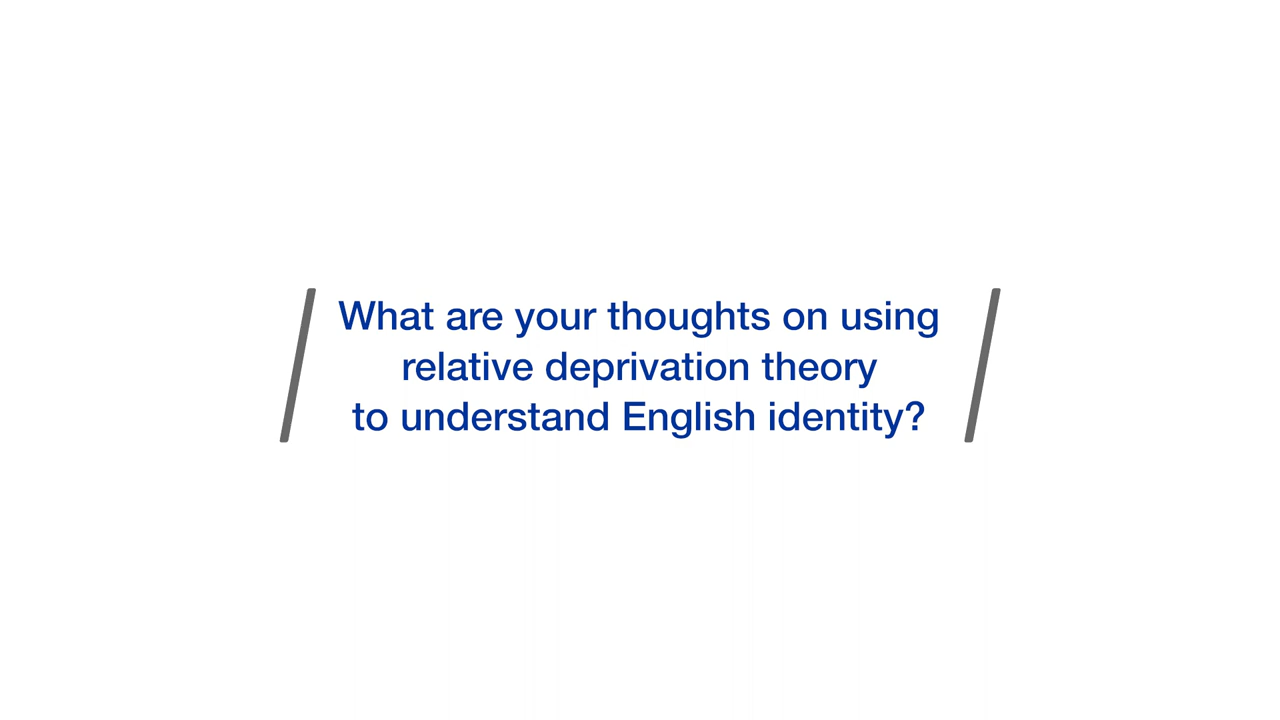 What are your thoughts on using
relative deprivation theory
to understand English identity?